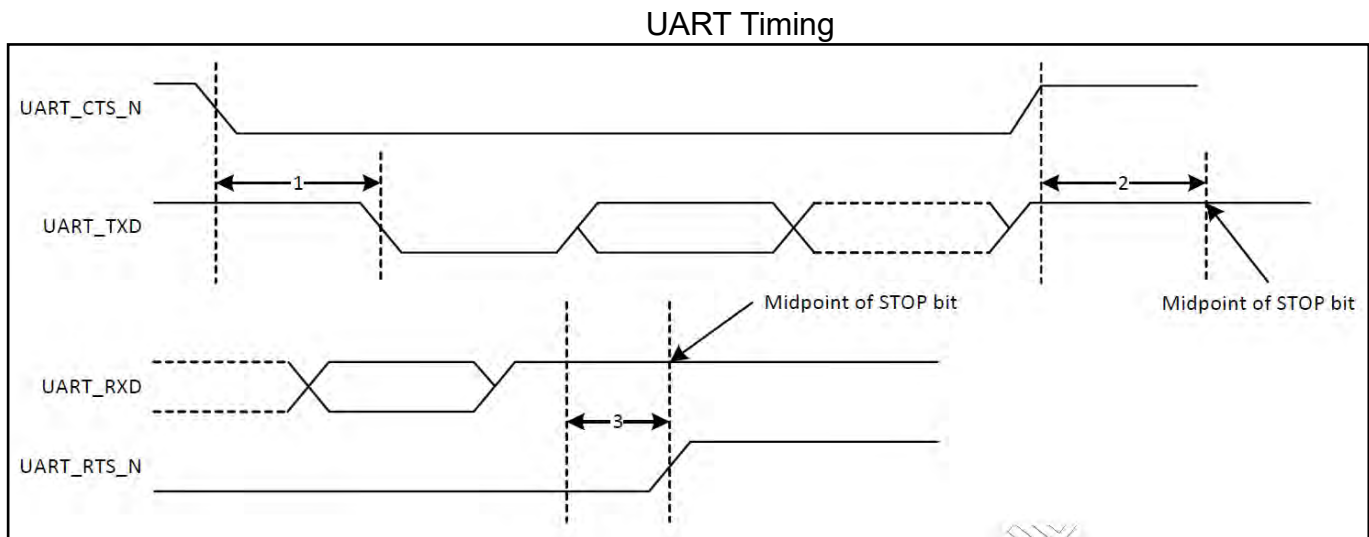 UART Timing
UART_CTS_N
1
2
UART_TXD
Midpoint of STOP bit
Midpoint of STOP bit
UART_RXD
3
UART_RTS_N